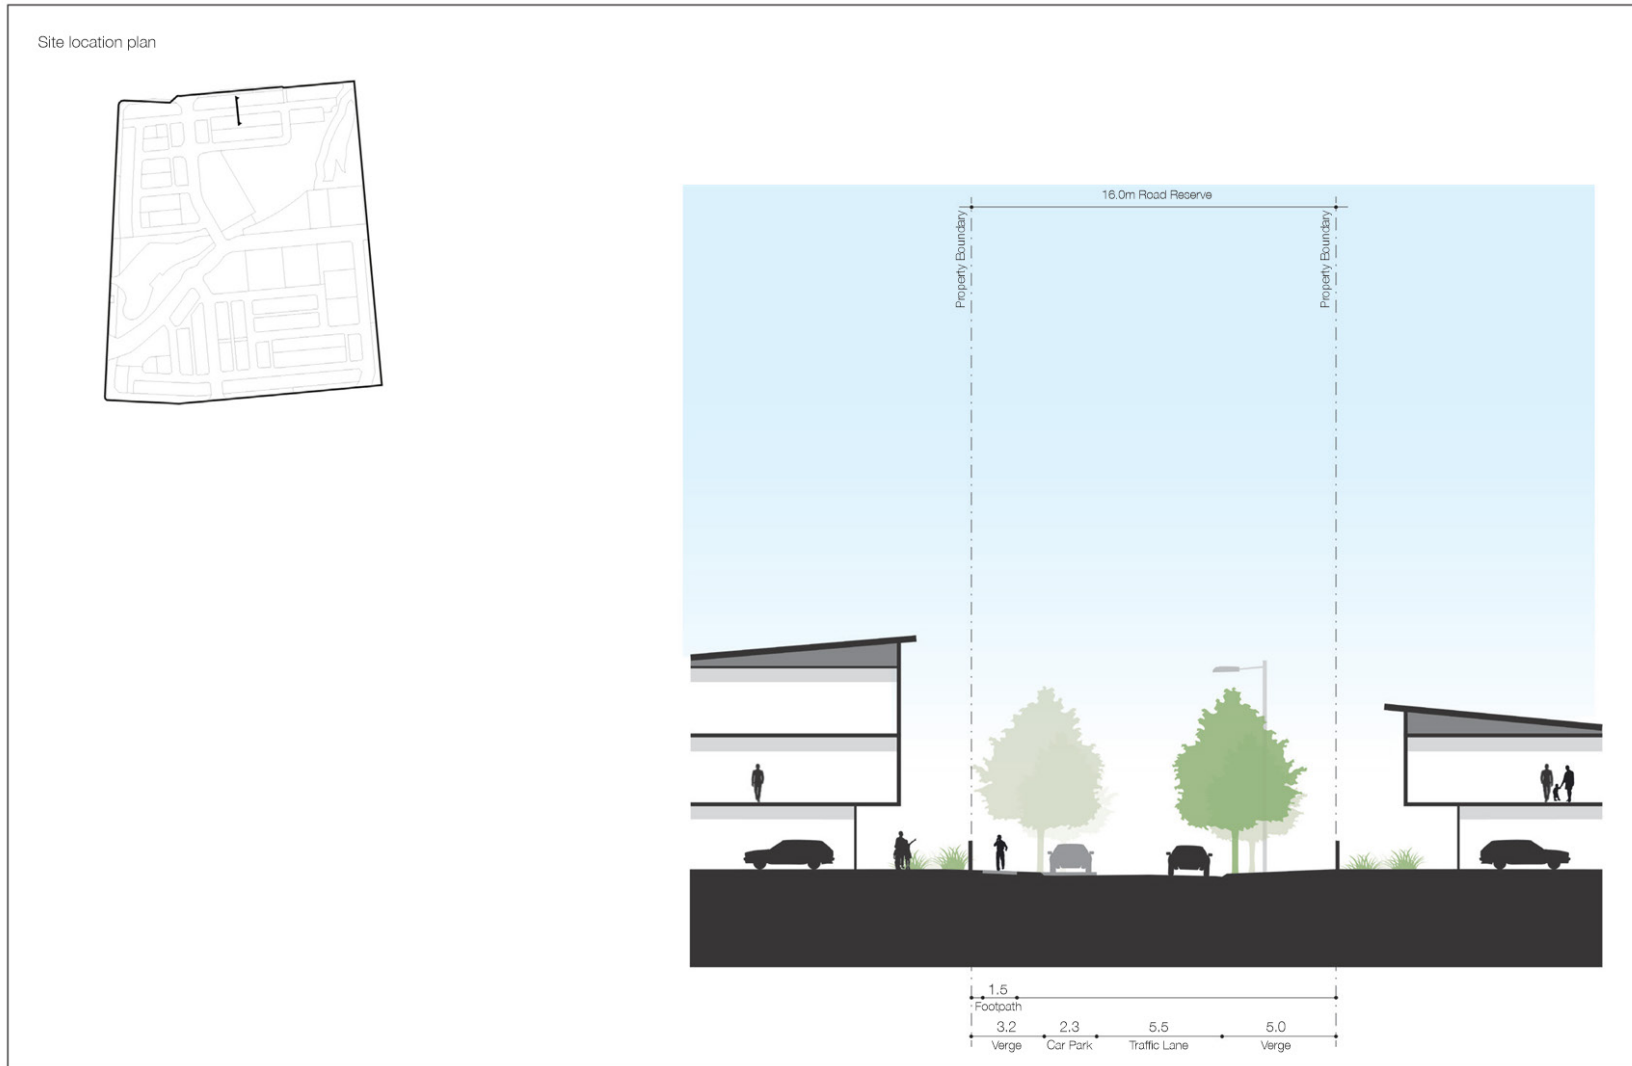 Site location plan
16.0m Road Reserve
Property Boundary
Property Boundary
1.5
Footpath
3.2 2.3 5.5 5.0
Verge Car Park Traffic Lane Verge